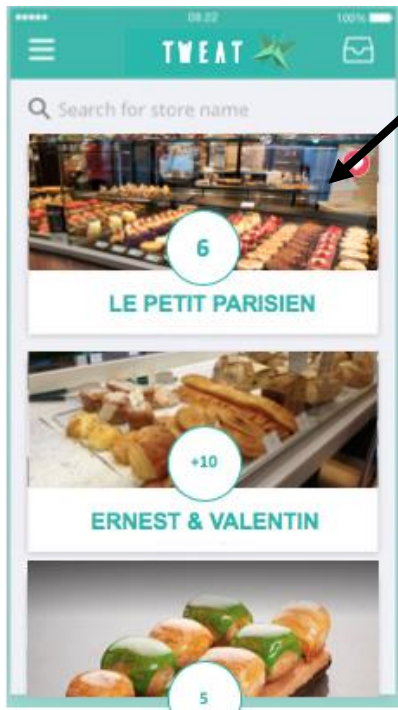 08:22
100%
TWEAT
Search for store name
6
LE PETIT PARISIEN
+10
ERNEST & VALENTIN
5